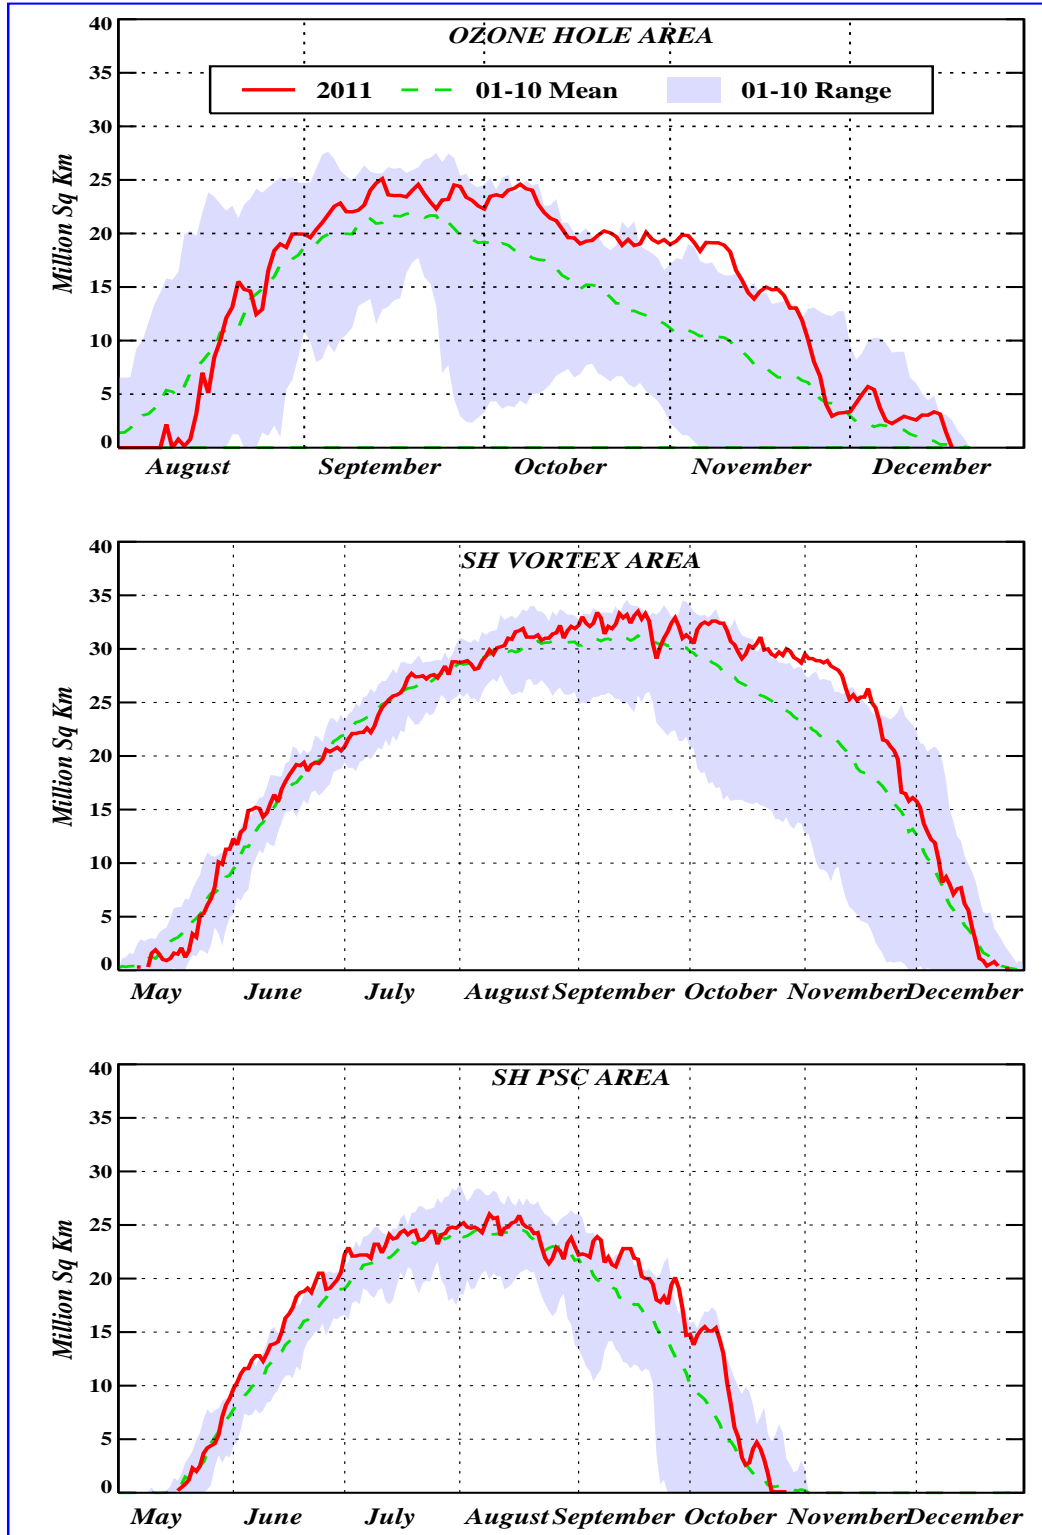 OZONE HOLE AREA
2011 01-10 Mean 01-10 Range
Million Sq Km
40
35
30
25
20
15
10
5
0
August September October November December
SH VORTEX AREA
Million Sq Km
40
35
30
25
20
15
10
5
0
May June July August September October November December
SH PSC AREA
Million Sq Km
40
35
30
25
20
15
10
5
0
May June July August September October November December